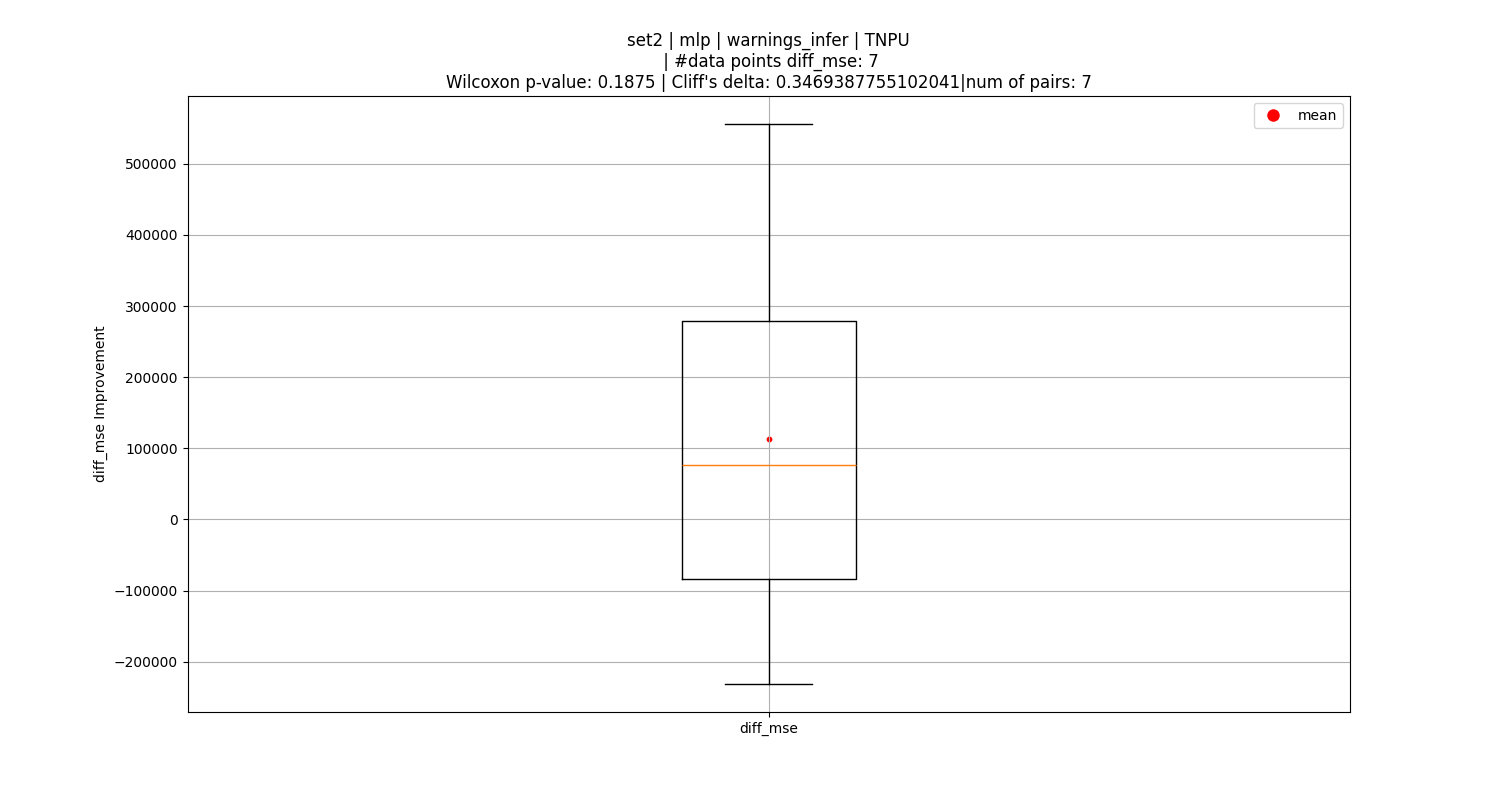 set2 | mlp | warnings_infer | TNPU
| #data points diff_mse: 7
Wilcoxon p-value: 0.1875 | Cliff's delta: 0.3469387755102041|num of pairs: 7
mean
500000
400000
300000
200000
100000
0
−100000
−200000
diff_mse Improvement
diff_mse